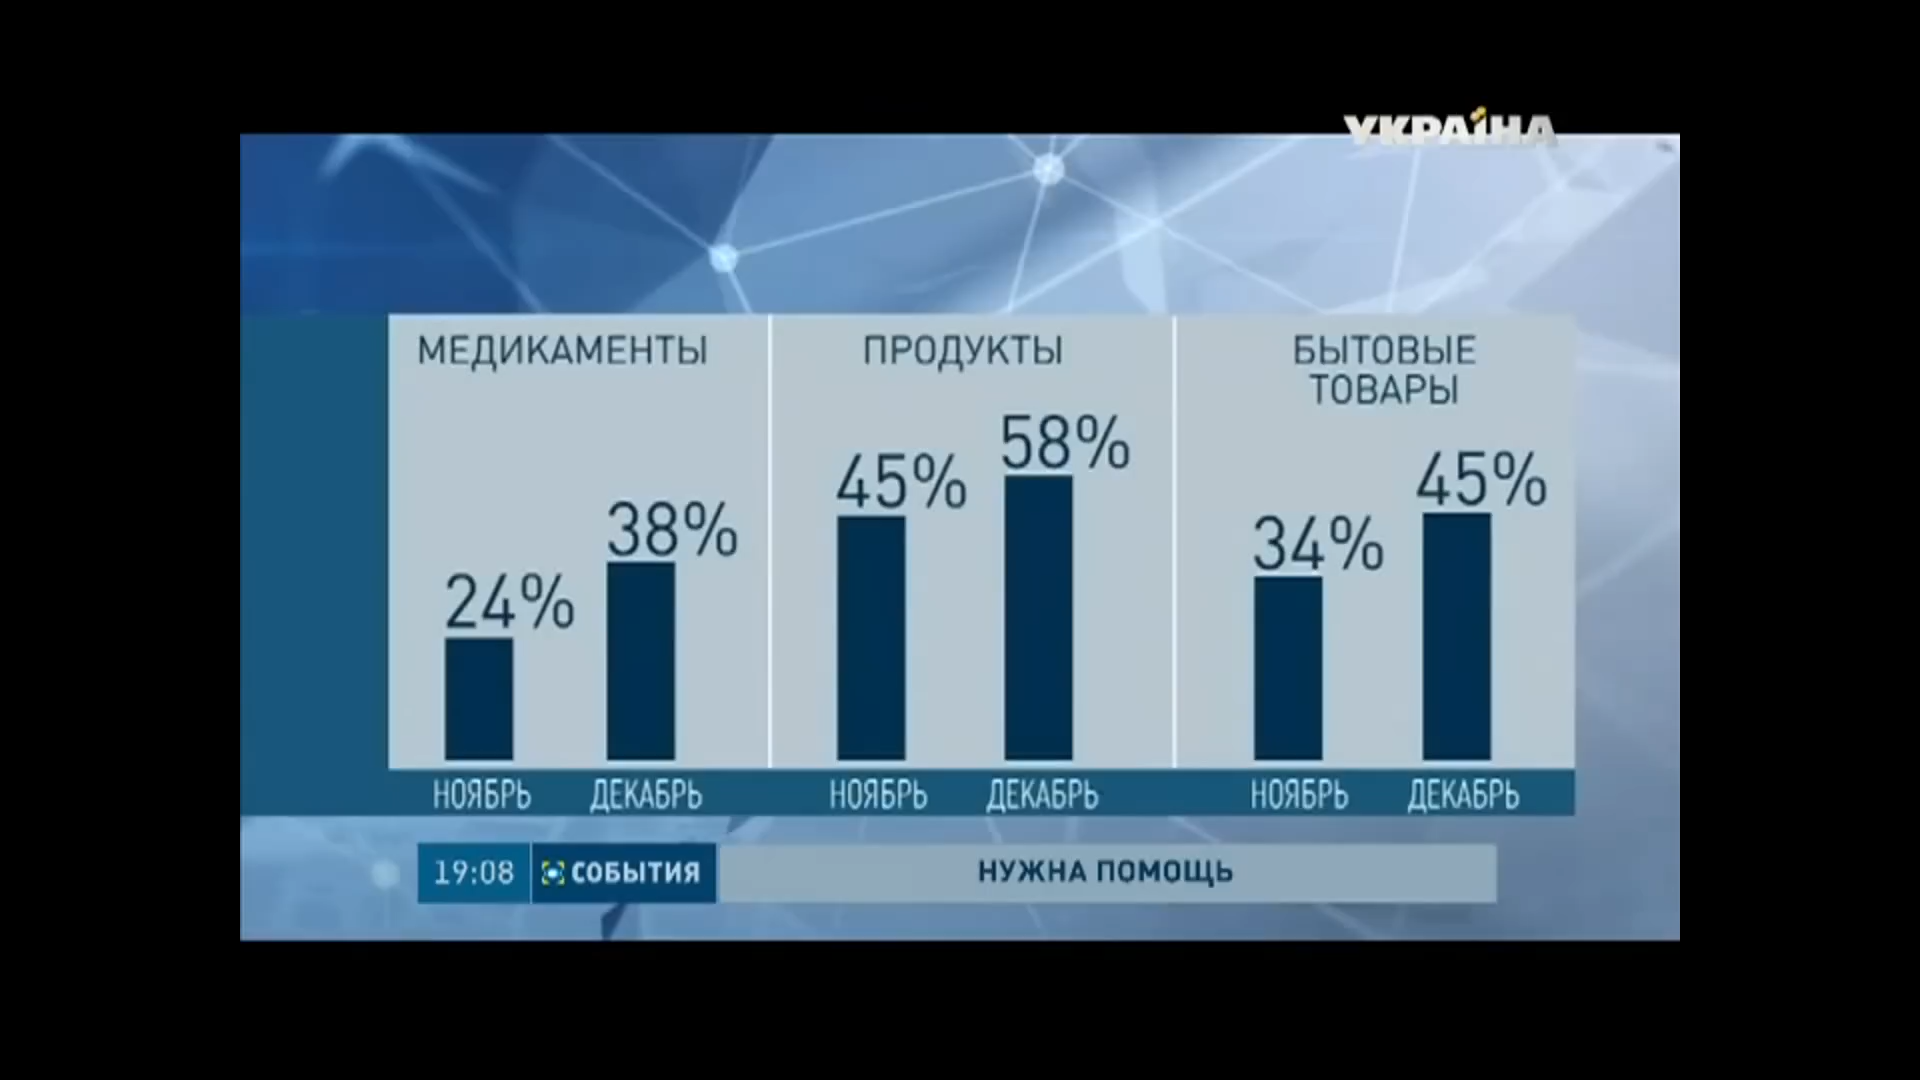 УКРАЇНА
МЕДИКАМЕНТЫ
24%
38%
НОЯБРЬ
ДЕКАБРЬ
ПРОДУКТЫ
45%
58%
НОЯБРЬ
ДЕКАБРЬ
БЫТОВЫЕ
ТОВАРЫ
34%
45%
НОЯБРЬ
ДЕКАБРЬ
19:08
СОБЫТИЯ
НУЖНА ПОМОЩЬ